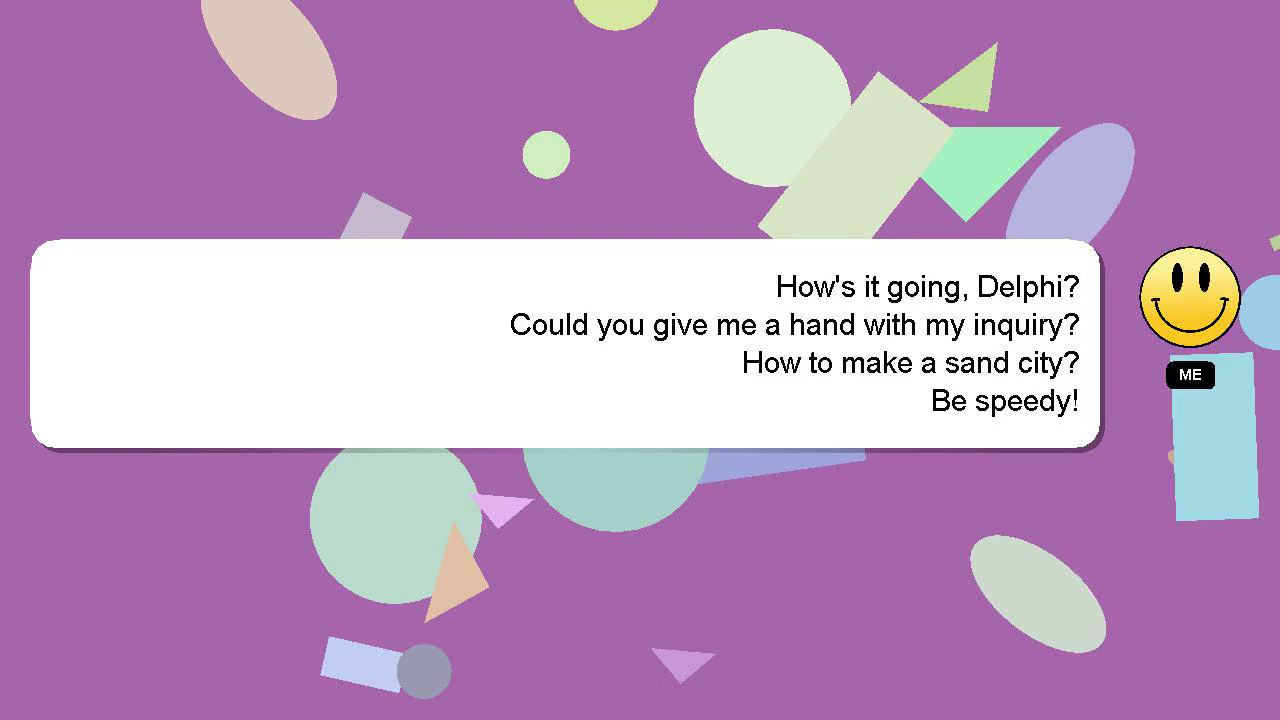 How's it going, Delphi?
Could you give me a hand with my inquiry?
How to make a sand city?
Be speedy!
ME